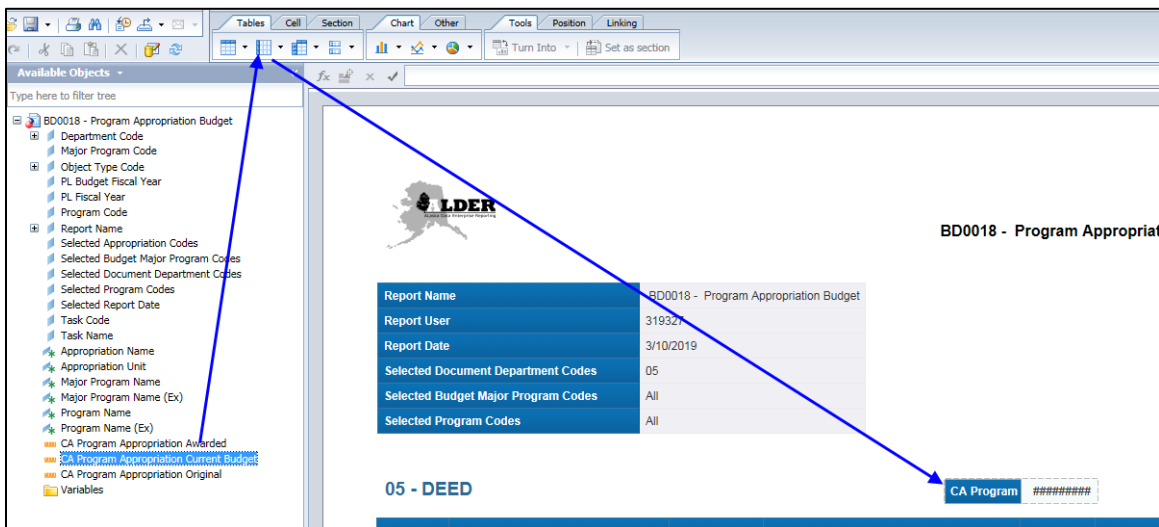 Tables Cell Section Chart Other Tools Position Linking
Turn Into Set as section
Available Objects
Type here to filter tree
fx
BD0018 - Program Appropriation Budget
Department Code
Major Program Code
Object Type Code
PL Budget Fiscal Year
PL Fiscal Year
Program Code
Report Name
Selected Appropriation Codes
Selected Budget Major Program Codes
Selected Document Department Codes
Selected Program Codes
Selected Report Date
Task Code
Task Name
Appropriation Name
Appropriation Unit
Major Program Name
Major Program Name (Ex)
Program Name
Program Name (Ex)
CA Program Appropriation Awarded
CA Program Appropriation Current Budget
CA Program Appropriation Original
Variables
ALDER
Alaska Data Enterprise Reporting
BD0018 - Program Appropriat
Report Name BD0018 - Program Appropriation Budget
Report User 319327
Report Date 3/10/2019
Selected Document Department Codes 05
Selected Budget Major Program Codes All
Selected Program Codes All
05 - DEED
CA Program #########